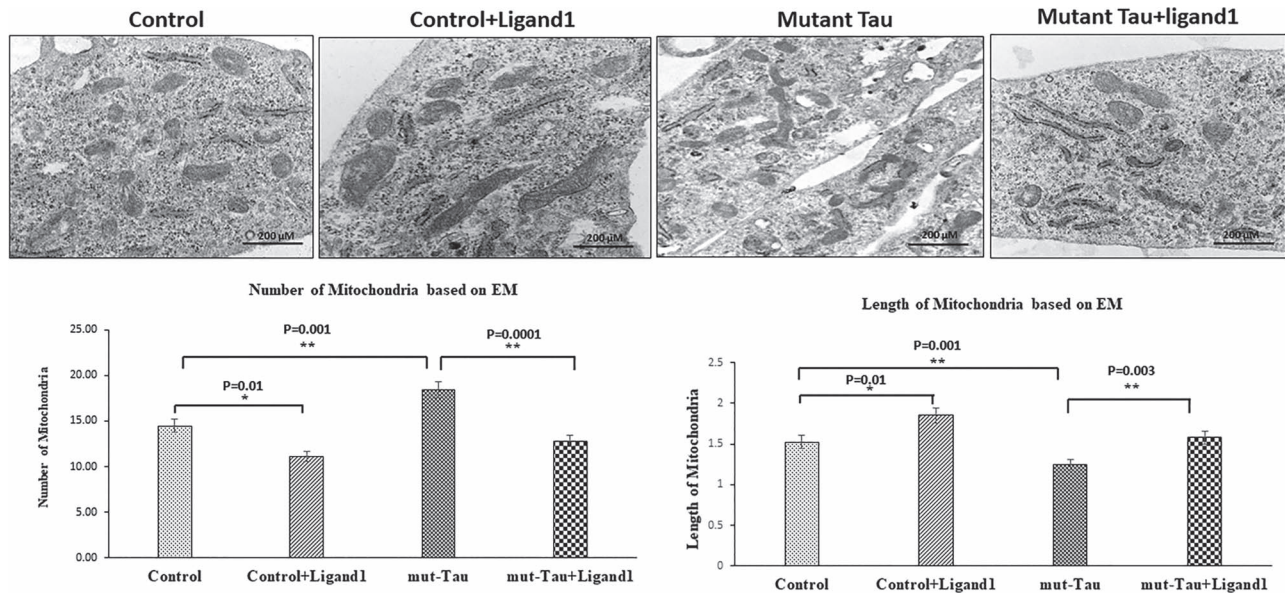 Control
Control+Ligand1
Mutant Tau
Mutant Tau+ligand1
200 µM
200 µM
200 µM
200 µM
Number of Mitochondria based on EM
Number of Mitochondria
25.00
20.00
15.00
10.00
5.00
0.00
P=0.01
*
P=0.001
**
P=0.0001
**
Control
Control+Ligand1
mut-Tau
mut-Tau+Ligand1
Length of Mitochondria based on EM
Length of Mitochondria
2.5
2
1.5
1
0.5
0
P=0.001
**
P=0.01
*
P=0.003
**
Control
Control+Ligand1
mut-Tau
mut-Tau+Ligand1